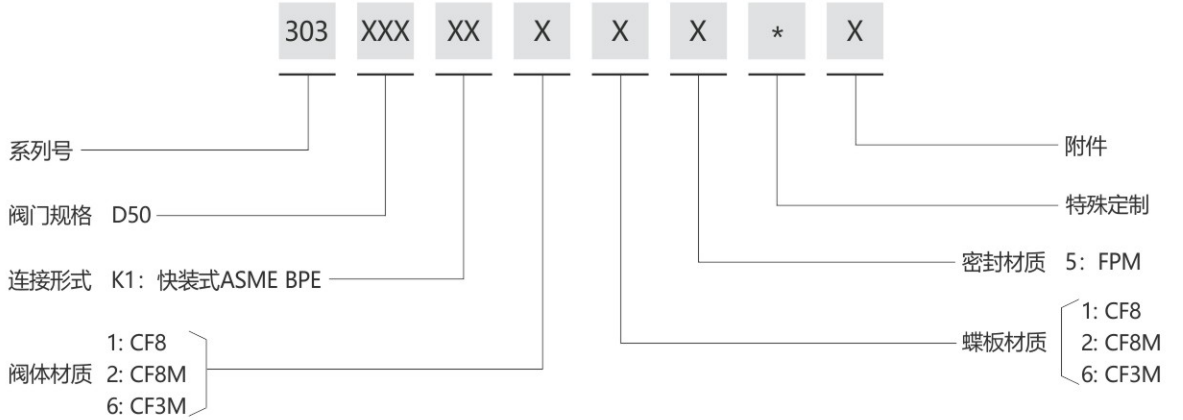 303 XXX XX X X X * X
系列号
附件
阀门规格 D50
特殊定制
连接形式 K1：快装式ASME BPE
密封材质 5：FPM
阀体材质
1: CF8
2: CF8M
6: CF3M
蝶板材质
1: CF8
2: CF8M
6: CF3M